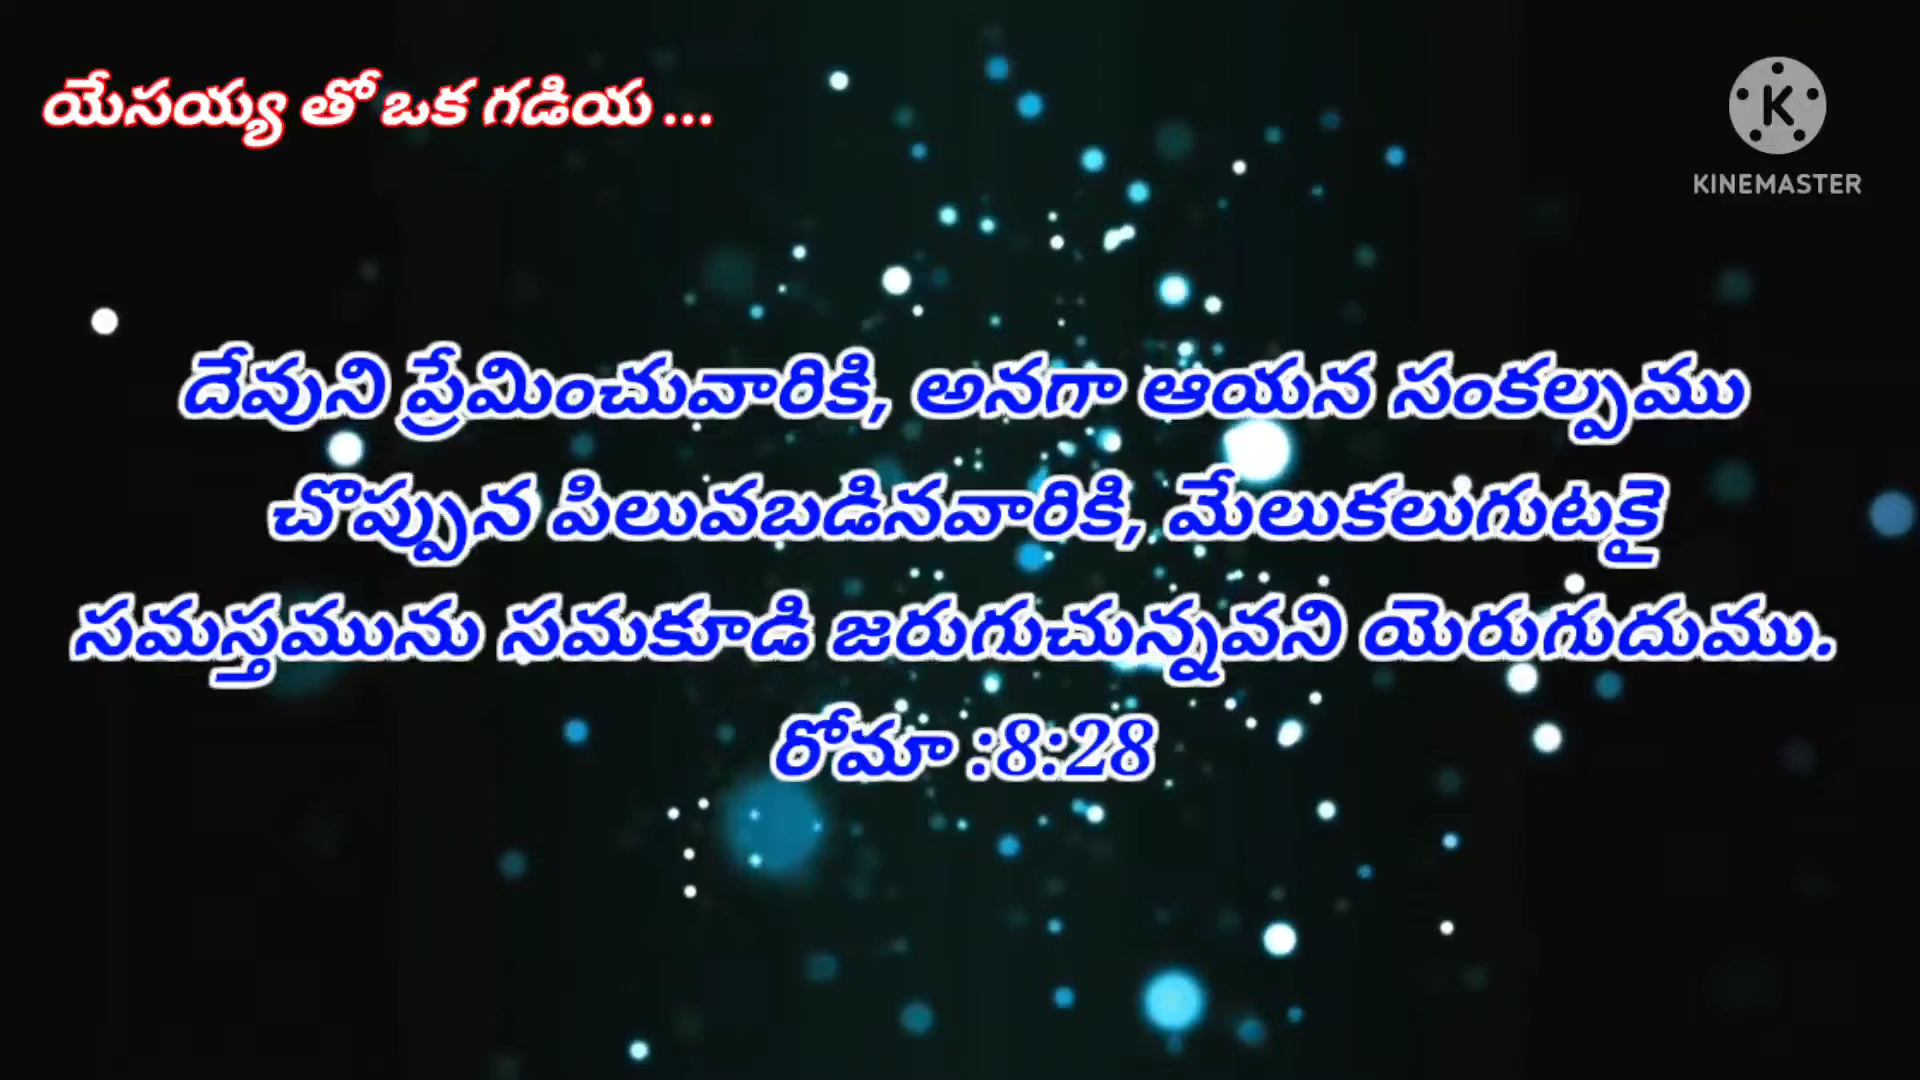 యేసయ్య తో ఒక గడియ ...
KINEMASTER
దేవుని ప్రేమించువారికి, అనగా ఆయన సంకల్పము
చొప్పున పిలువబడినవారికి, మేలుకలుగుటకై
సమస్తమును సమకూడి జరుగుచున్నవని యెరుగుదుము.
రోమా :8:28